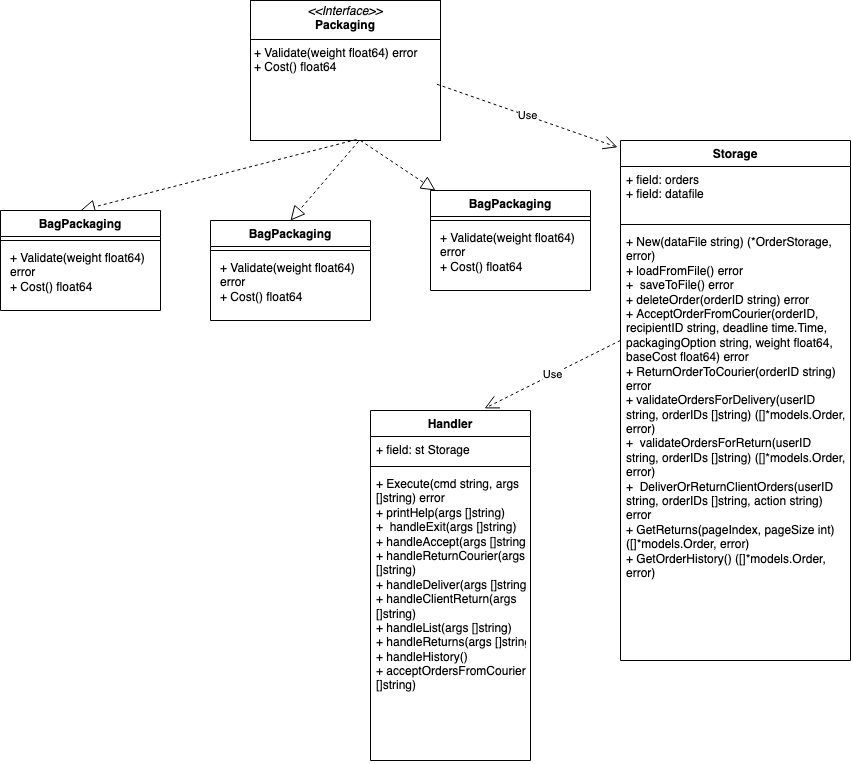 <<Interface>>
Packaging
+ Validate(weight float64) error
+ Cost() float64
Use
BagPackaging
+ Validate(weight float64)
error
+ Cost() float64
BagPackaging
+ Validate(weight float64)
error
+ Cost() float64
BagPackaging
+ Validate(weight float64)
error
+ Cost() float64
Storage
+ field: orders
+ field: datafile
+ New(dataFile string) (*OrderStorage,
error)
+ loadFromFile() error
+  saveToFile() error
+ deleteOrder(orderID string) error
+ AcceptOrderFromCourier(orderID,
recipientID string, deadline time.Time,
packagingOption string, weight float64,
baseCost float64) error
+ ReturnOrderToCourier(orderID string)
error
+ validateOrdersForDelivery(userID
string, orderIDs []string) ([]*models.Order,
error)
+  validateOrdersForReturn(userID
string, orderIDs []string) ([]*models.Order,
error)
+  DeliverOrReturnClientOrders(userID
string, orderIDs []string, action string)
error
+ GetReturns(pageIndex, pageSize int)
([]*models.Order, error)
+ GetOrderHistory() ([]*models.Order,
error)
Use
Handler
+ field: st Storage
+ Execute(cmd string, args
[]string) error
+ printHelp(args []string)
+  handleExit(args []string)
+ handleAccept(args []string
+ handleReturnCourier(args
[]string)
+ handleDeliver(args []string
+ handleClientReturn(args
[]string)
+ handleList(args []string)
+ handleReturns(args []string
+ handleHistory()
+ acceptOrdersFromCourier
[]string)